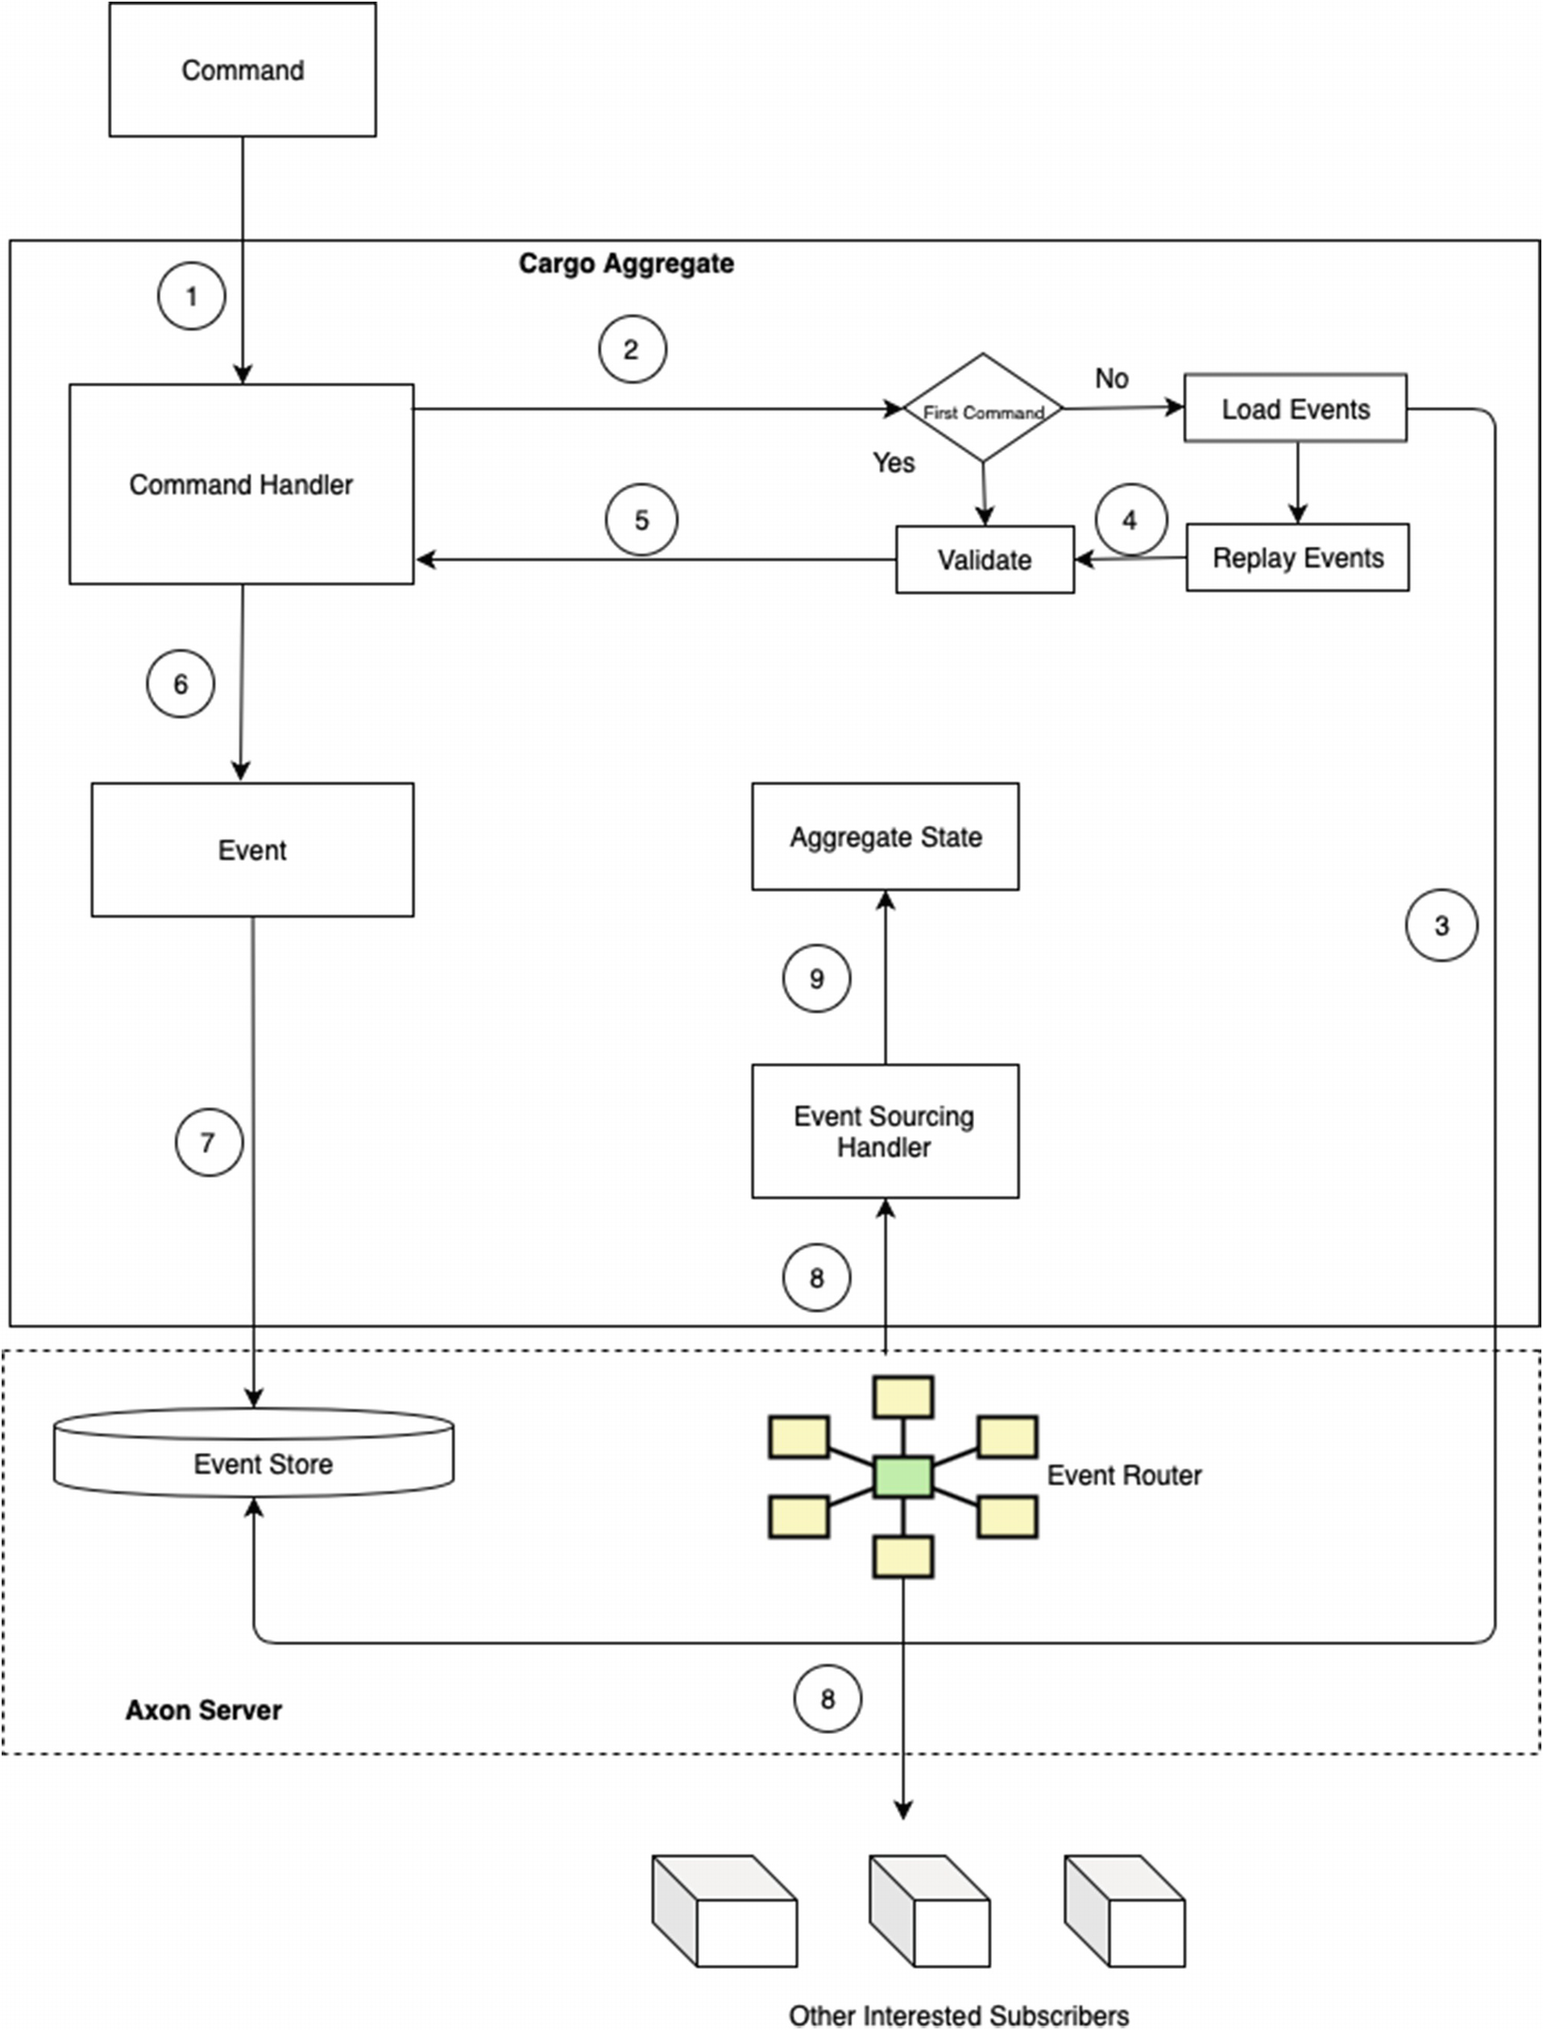 Command
Cargo Aggregate
1
2
First Command
No
Load Events
Yes
Command Handler
5
4
Validate
Replay Events
6
Event
Aggregate State
3
9
7
Event Sourcing
Handler
8
Event Store
Event Router
8
Axon Server
Other Interested Subscribers